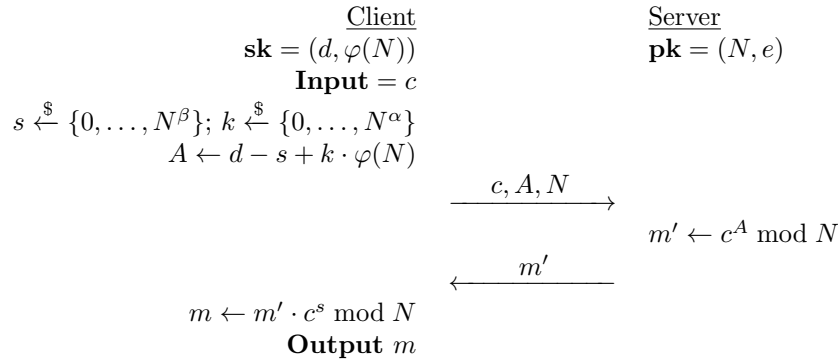 Client Server
sk = (d, φ(N)) pk = (N, e)
Input = c
s ←$ {0, . . . , N^β}; k ←$ {0, . . . , N^α}
A ← d − s + k · φ(N)
c, A, N
m′ ← c^A mod N
m′
m ← m′ · c^s mod N
Output m